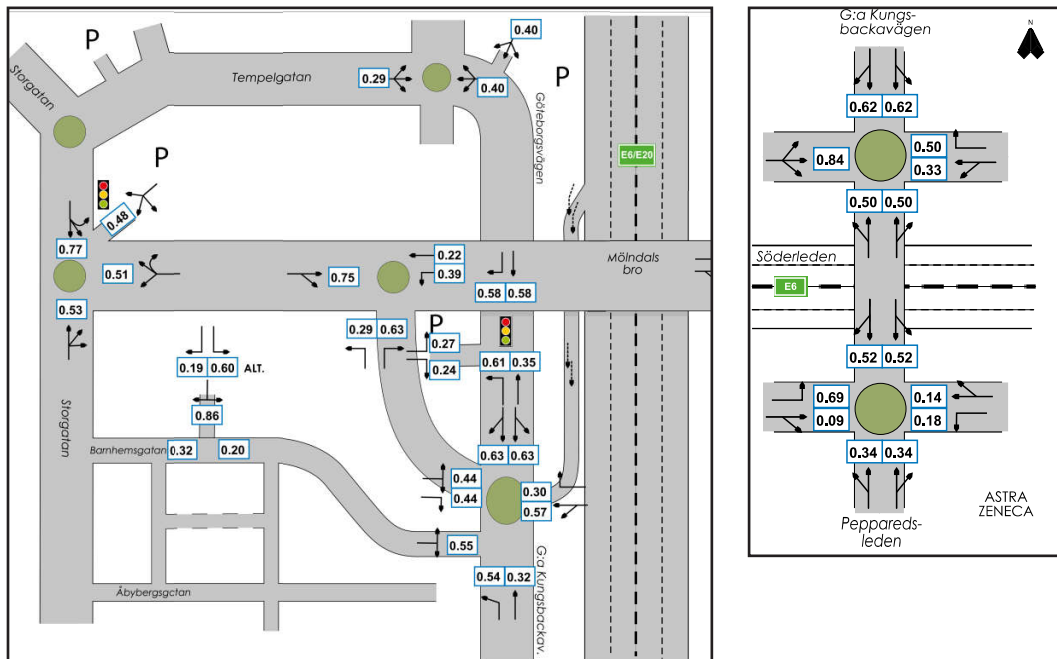 P
0.40
Storgatan
Tempelgatan
0.29
0.40
P
Göteborgsvägen
E6/E20
P
0.48
0.77
0.51
0.53
0.75
0.22
0.39
0.58 0.58
Mölndals
bro
0.29 0.63
P
0.27
0.24
0.61 0.35
0.19 0.60 ALT.
0.86
Storgatan
Barnhemsgatan
0.32
0.20
0.63 0.63
0.44
0.44
0.30
0.57
0.55
0.54 0.32
G:a Kungsbackav.
Åbybergsgctan
G:a Kungs-
backavägen
N
0.62 0.62
0.84
0.50
0.33
0.50 0.50
Söderleden
E6
0.52 0.52
0.69
0.09
0.14
0.18
0.34 0.34
Peppareds-
leden
ASTRA
ZENECA